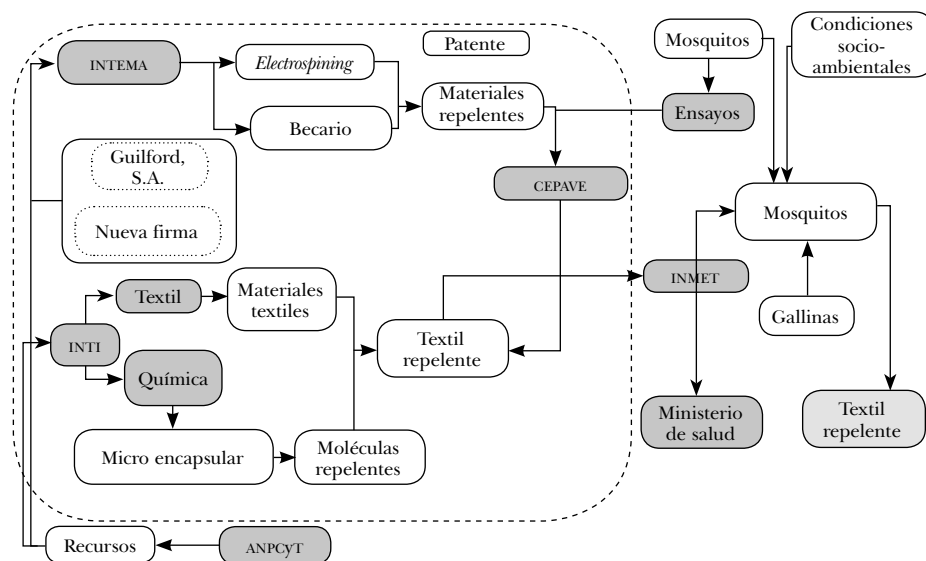 Patente
Mosquitos
Condiciones
socio-
ambientales
INTEMA
Electrospining
Becario
Materiales
repelentes
Ensayos
Guilford,
S.A.
Nueva firma
CEPAVE
Mosquitos
INTI
Textil
Materiales
textiles
Química
Textil
repelente
INMET
Gallinas
Micro encapsular
Moléculas
repelentes
Ministerio
de salud
Textil
repelente
Recursos
ANPCyT